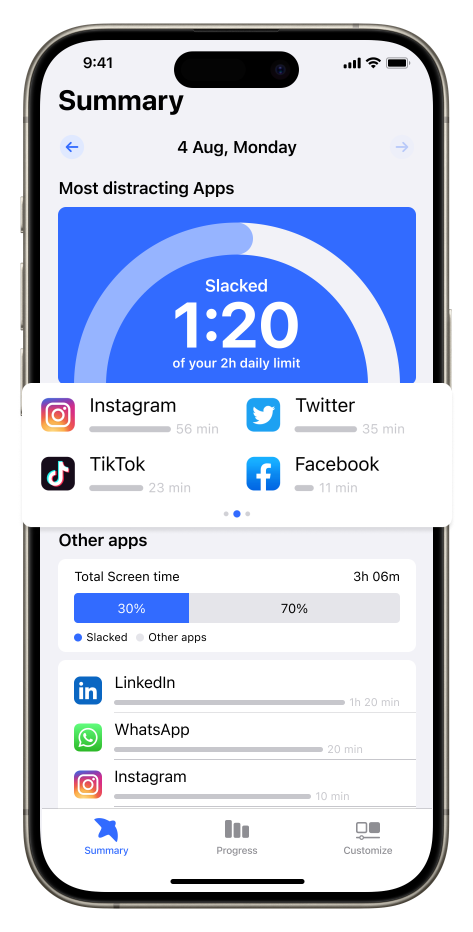 9:41
Summary
4 Aug, Monday
Most distracting Apps
Slacked
1:20
of your 2h daily limit
Instagram
56 min
Twitter
35 min
TikTok
23 min
Facebook
11 min
Other apps
Total Screen time 3h 06m
30% 70%
Slacked Other apps
LinkedIn
1h 20 min
WhatsApp
20 min
Instagram
10 min
Summary Progress Customize